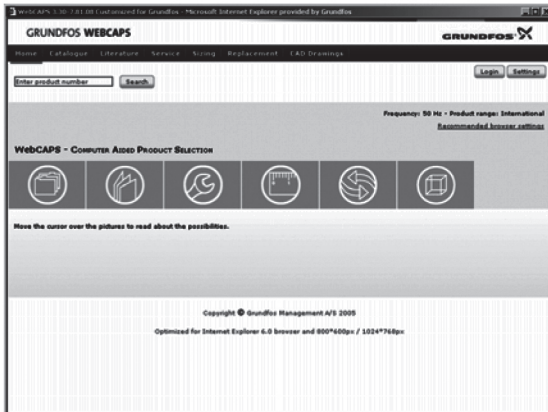 WebCAPS 3.30-7.01.08 Customized for Grundfos - Microsoft Internet Explorer provided by Grundfos
GRUNDFOS WEBCAPS
GRUNDFOS
Home Catalogue Literature Service Sizing Replacement CAD Drawings
Login Settings
Enter product number Search
Frequency: 50 Hz - Product range: International
Recommended browser settings
WebCAPS - Computer Aided Product Selection
Move the cursor over the pictures to read about the possibilities.
Copyright © Grundfos Management A/S 2005
Optimized for Internet Explorer 6.0 browser and 800*600px / 1024*768px